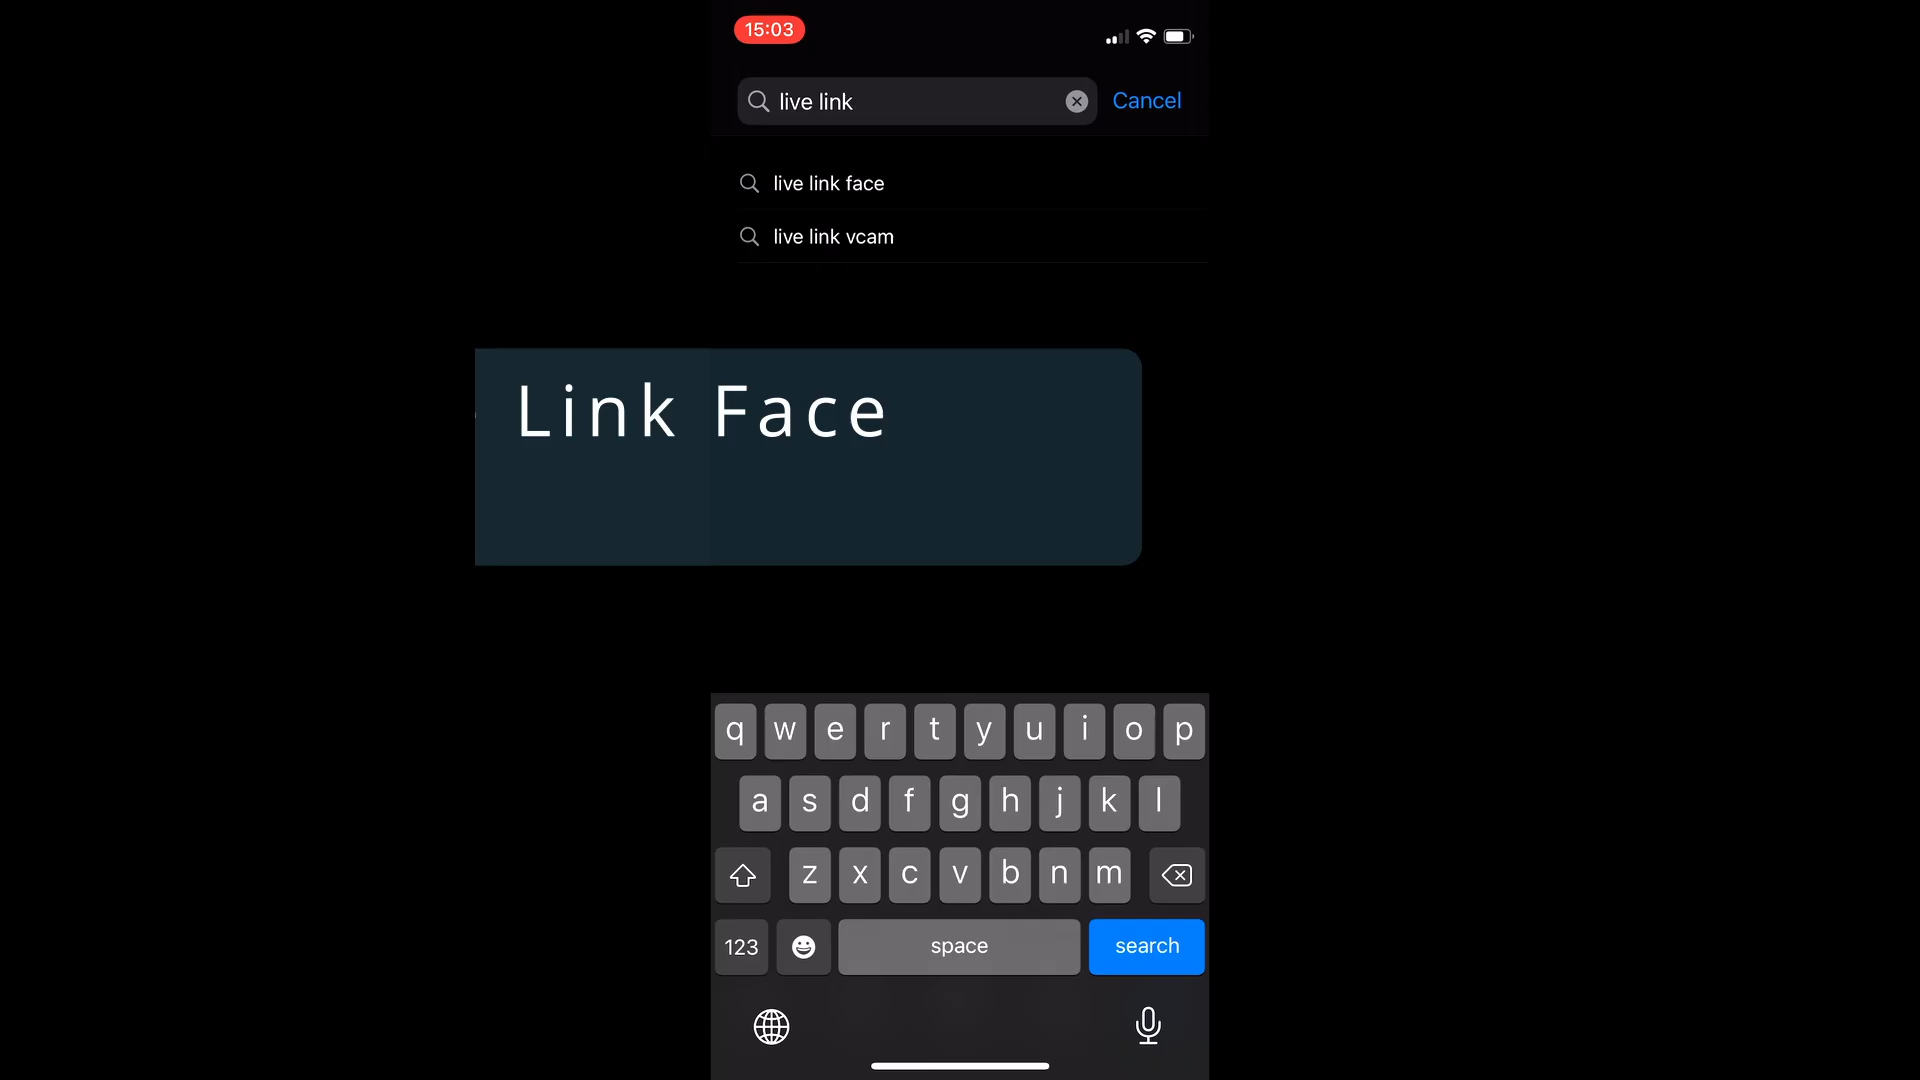 15:03
live link
Cancel
live link face
live link vcam
Link Face
q w e r t y u i o p
a s d f g h j k l
z x c v b n m
123
space
search